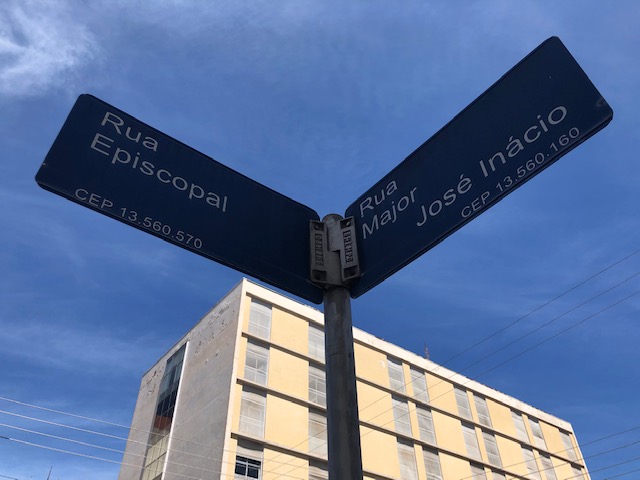 Rua
Episcopal
CEP 13.560.570
Rua
Major
José Inácio
CEP 13.560.160